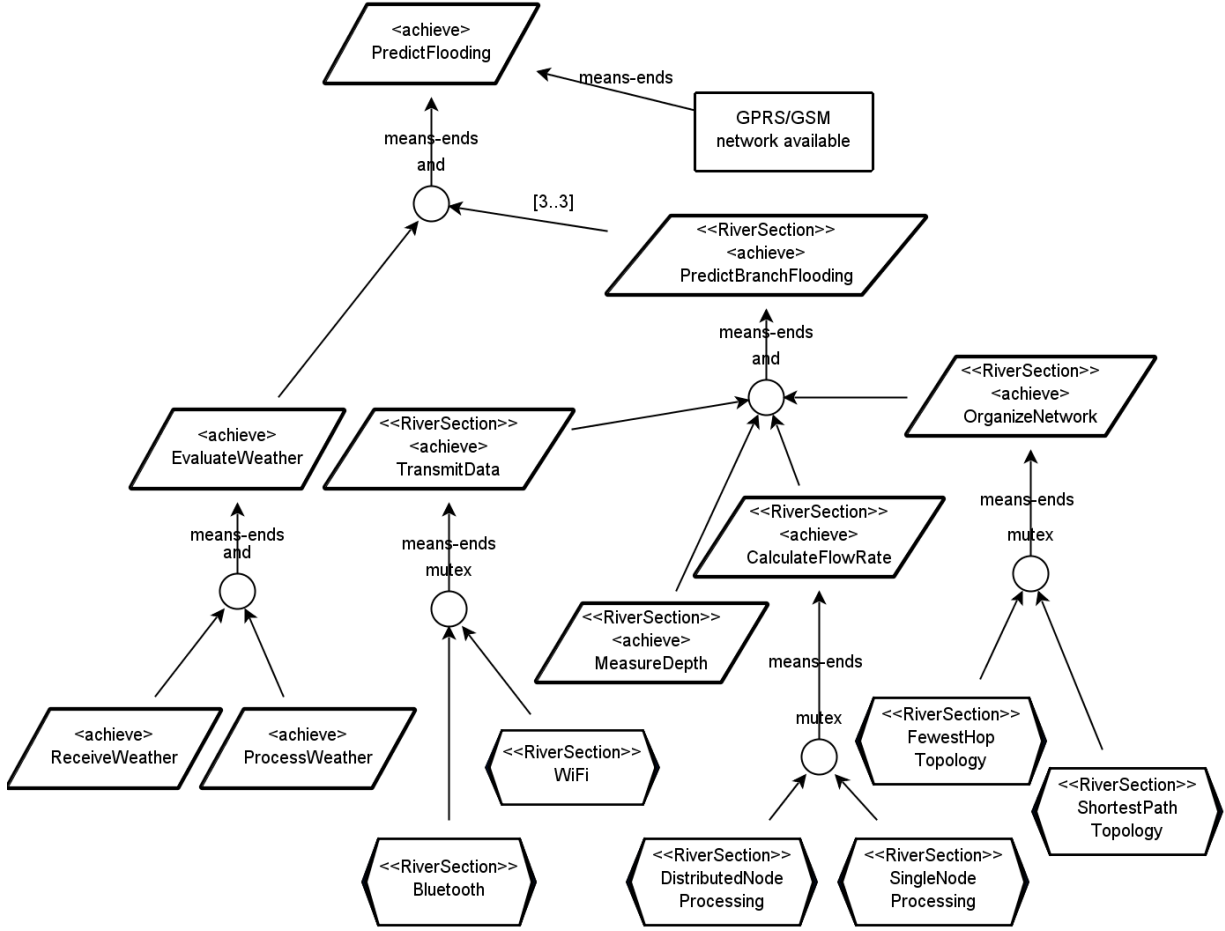 <achieve>
PredictFlooding
means-ends
GPRS/GSM
network available
means-ends
and
[3..3]
<<RiverSection>>
<achieve>
PredictBranchFlooding
means-ends
and
<<RiverSection>>
<achieve>
OrganizeNetwork
<achieve>
EvaluateWeather
<<RiverSection>>
<achieve>
TransmitData
means-ends
and
means-ends
mutex
<<RiverSection>>
<achieve>
CalculateFlowRate
means-ends
mutex
<<RiverSection>>
<achieve>
MeasureDepth
means-ends
mutex
<achieve>
ReceiveWeather
<achieve>
ProcessWeather
<<RiverSection>>
WiFi
<<RiverSection>>
FewestHop
Topology
<<RiverSection>>
ShortestPath
Topology
<<RiverSection>>
Bluetooth
<<RiverSection>>
DistributedNode
Processing
<<RiverSection>>
SingleNode
Processing